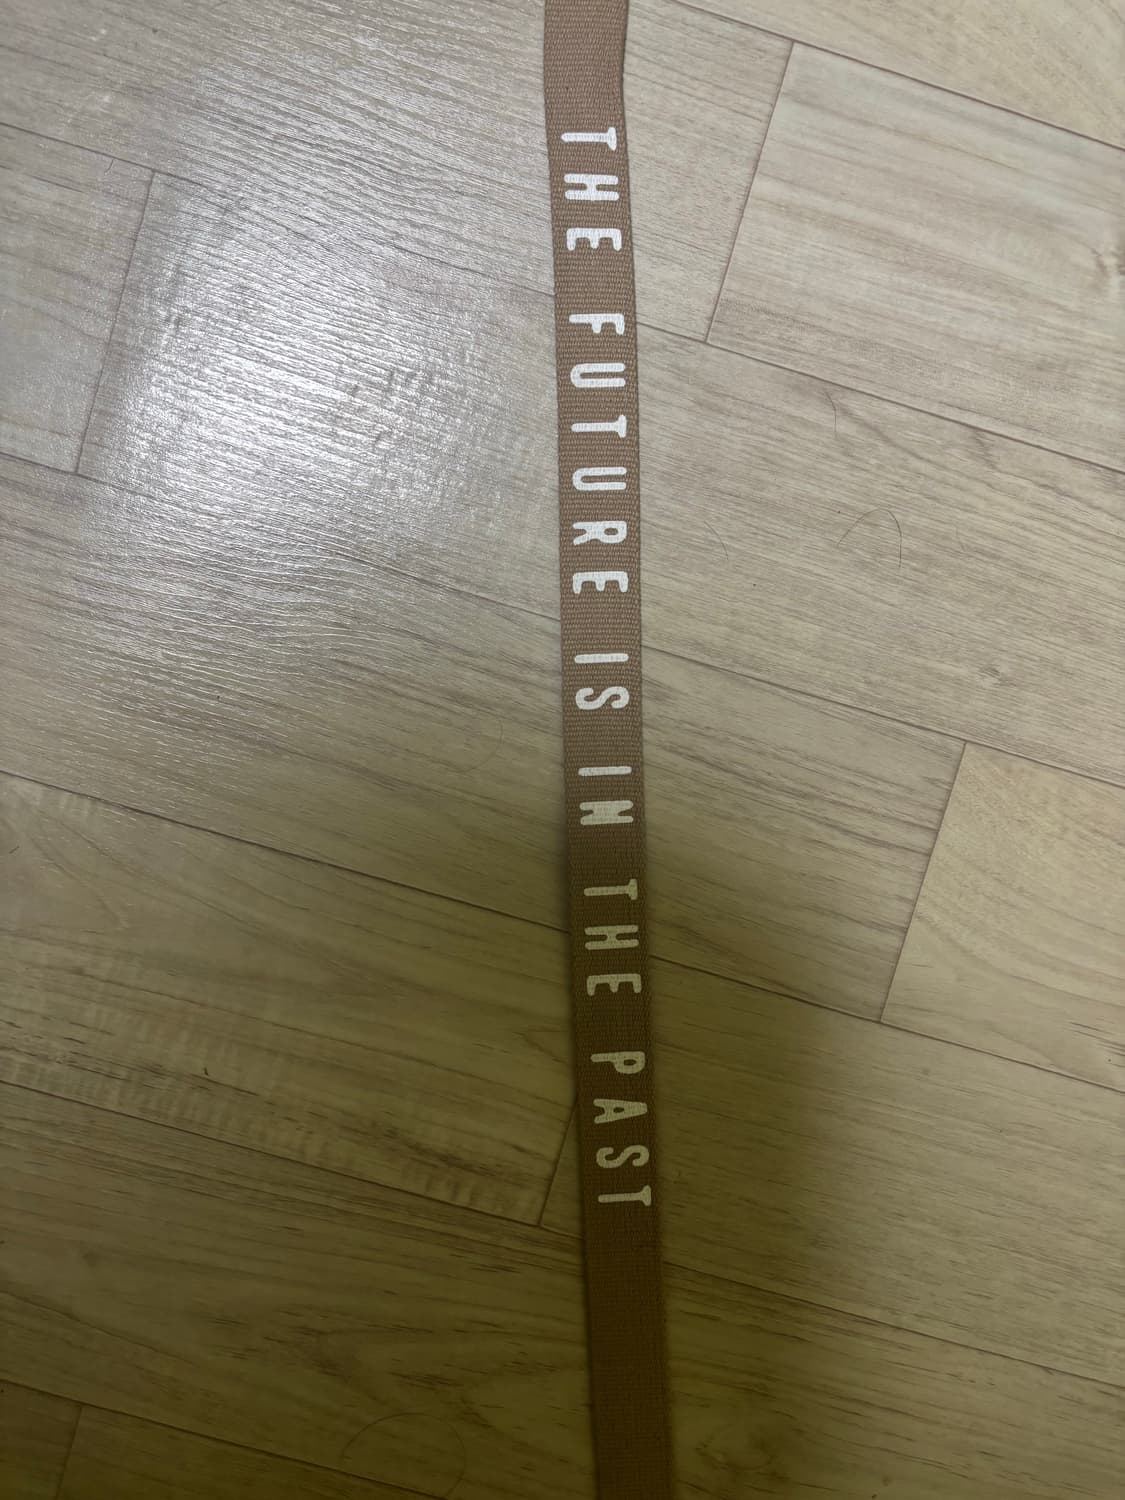 THE FUTURE IS IN THE PAST